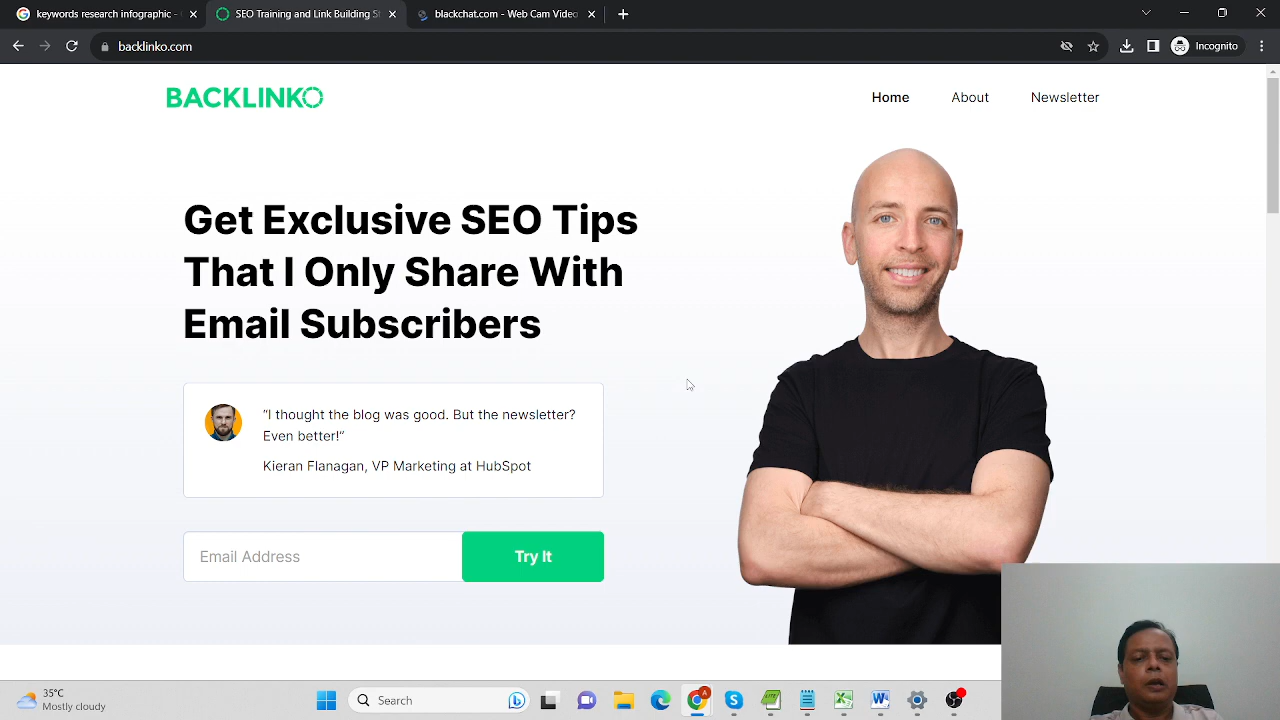 keywords research infographic -
SEO Training and Link Building St
blackchat.com - Web Cam Video
backlinko.com
Incognito
BACKLINKO
Home
About
Newsletter
Get Exclusive SEO Tips
That I Only Share With
Email Subscribers
“I thought the blog was good. But the newsletter?
Even better!”
Kieran Flanagan, VP Marketing at HubSpot
Email Address
Try It
35°C
Mostly cloudy
Search